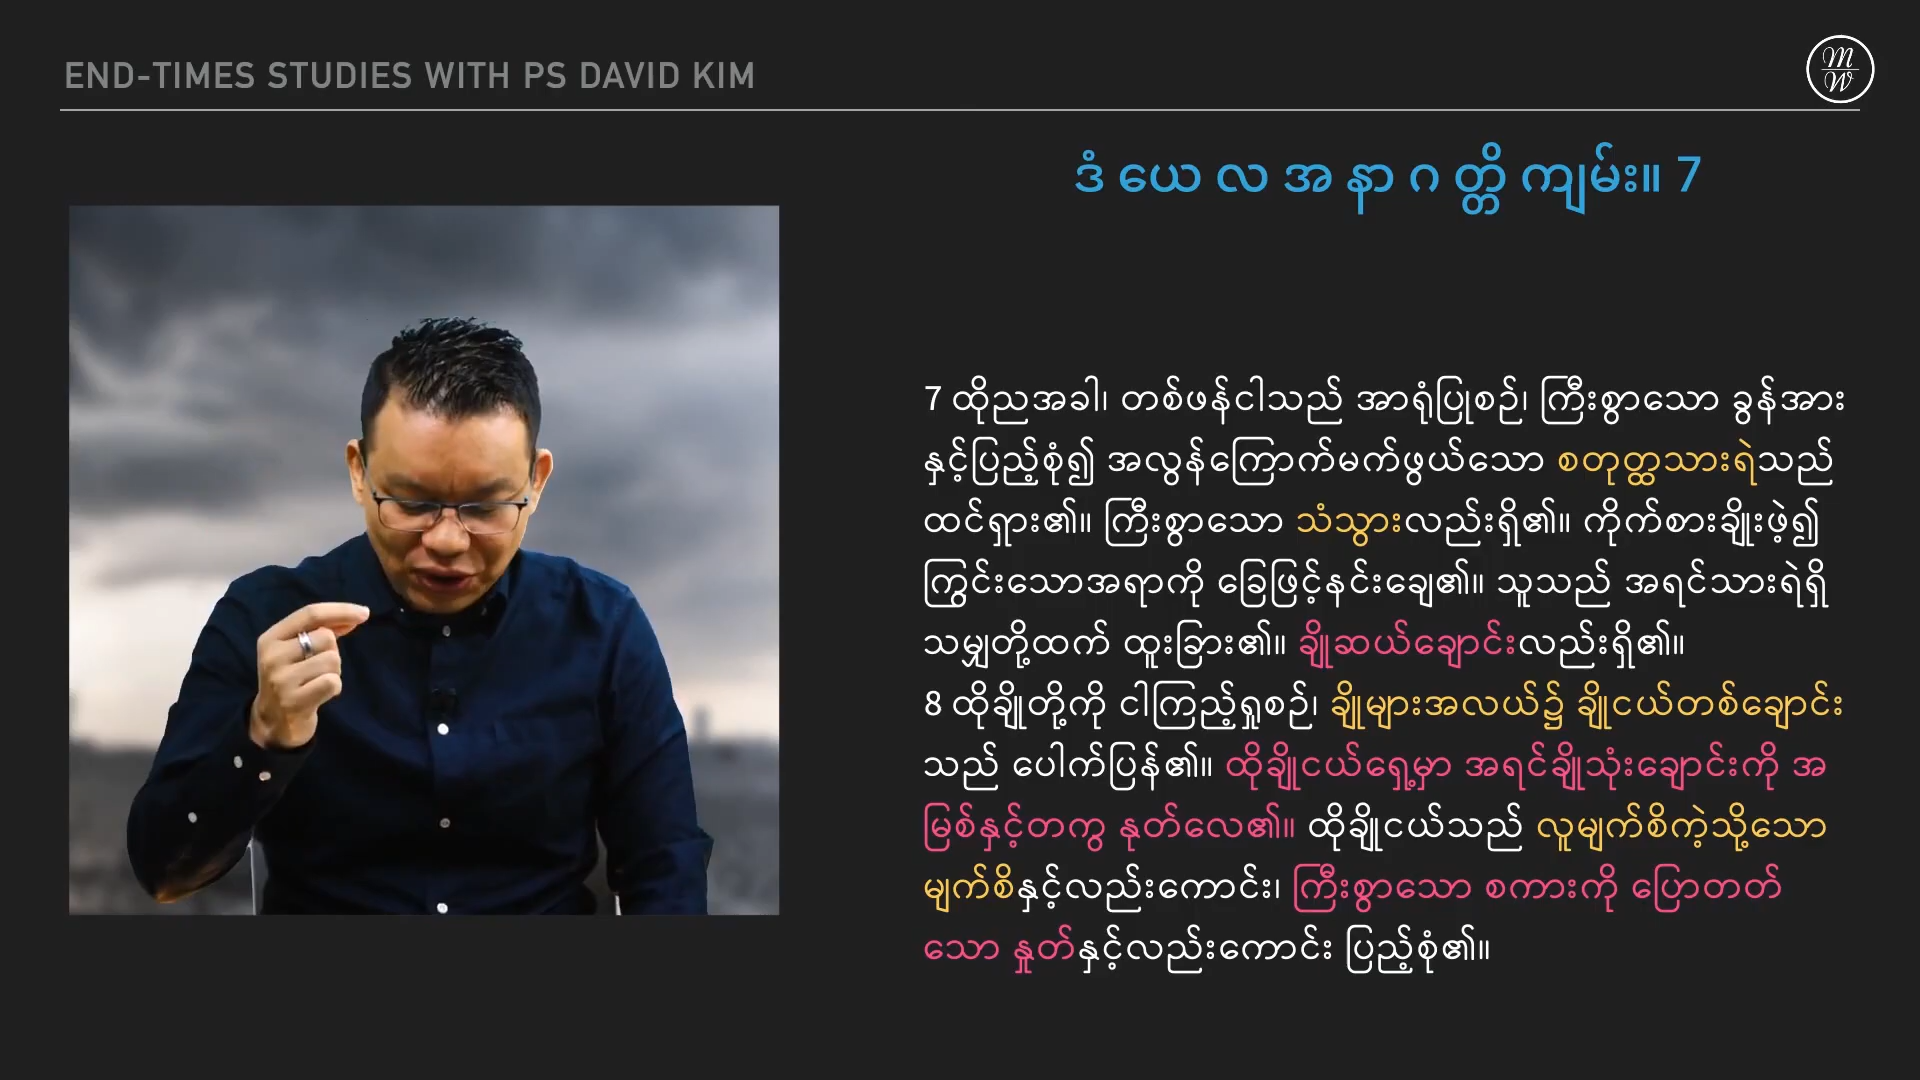 END-TIMES STUDIES WITH PS DAVID KIM
M
W
ဒံ ယေ လ အ နာ ဂ တ္တိ ကျမ်း။ 7
7 ထိုညအခါ၊ တစ်ဖန်ငါသည် အာရုံပြုစဉ်၊ ကြီးစွာသော ခွန်အား
နှင့်ပြည့်စုံ၍ အလွန်ကြောက်မက်ဖွယ်သော စတုတ္ထသားရဲသည်
ထင်ရှား၏။ ကြီးစွာသော သံသွားလည်းရှိ၏။ ကိုက်စားချိုးဖဲ့၍
ကြွင်းသောအရာကို ခြေဖြင့်နင်းချေ၏။ သူသည် အရင်သားရဲရှိ
သမျှတို့ထက် ထူးခြား၏။ ချိုဆယ်ချောင်းလည်းရှိ၏။
8 ထိုချိုတို့ကို ငါကြည့်ရှုစဉ်၊ ချိုများအလယ်၌ ချိုငယ်တစ်ချောင်း
သည် ပေါက်ပြန်၏။ ထိုချိုငယ်ရှေ့မှာ အရင်ချိုသုံးချောင်းကို အ
မြစ်နှင့်တကွ နုတ်လေ၏။ ထိုချိုငယ်သည် လူမျက်စိကဲ့သို့သော
မျက်စိနှင့်လည်းကောင်း၊ ကြီးစွာသော စကားကို ပြောတတ်
သော နှုတ်နှင့်လည်းကောင်း ပြည့်စုံ၏။